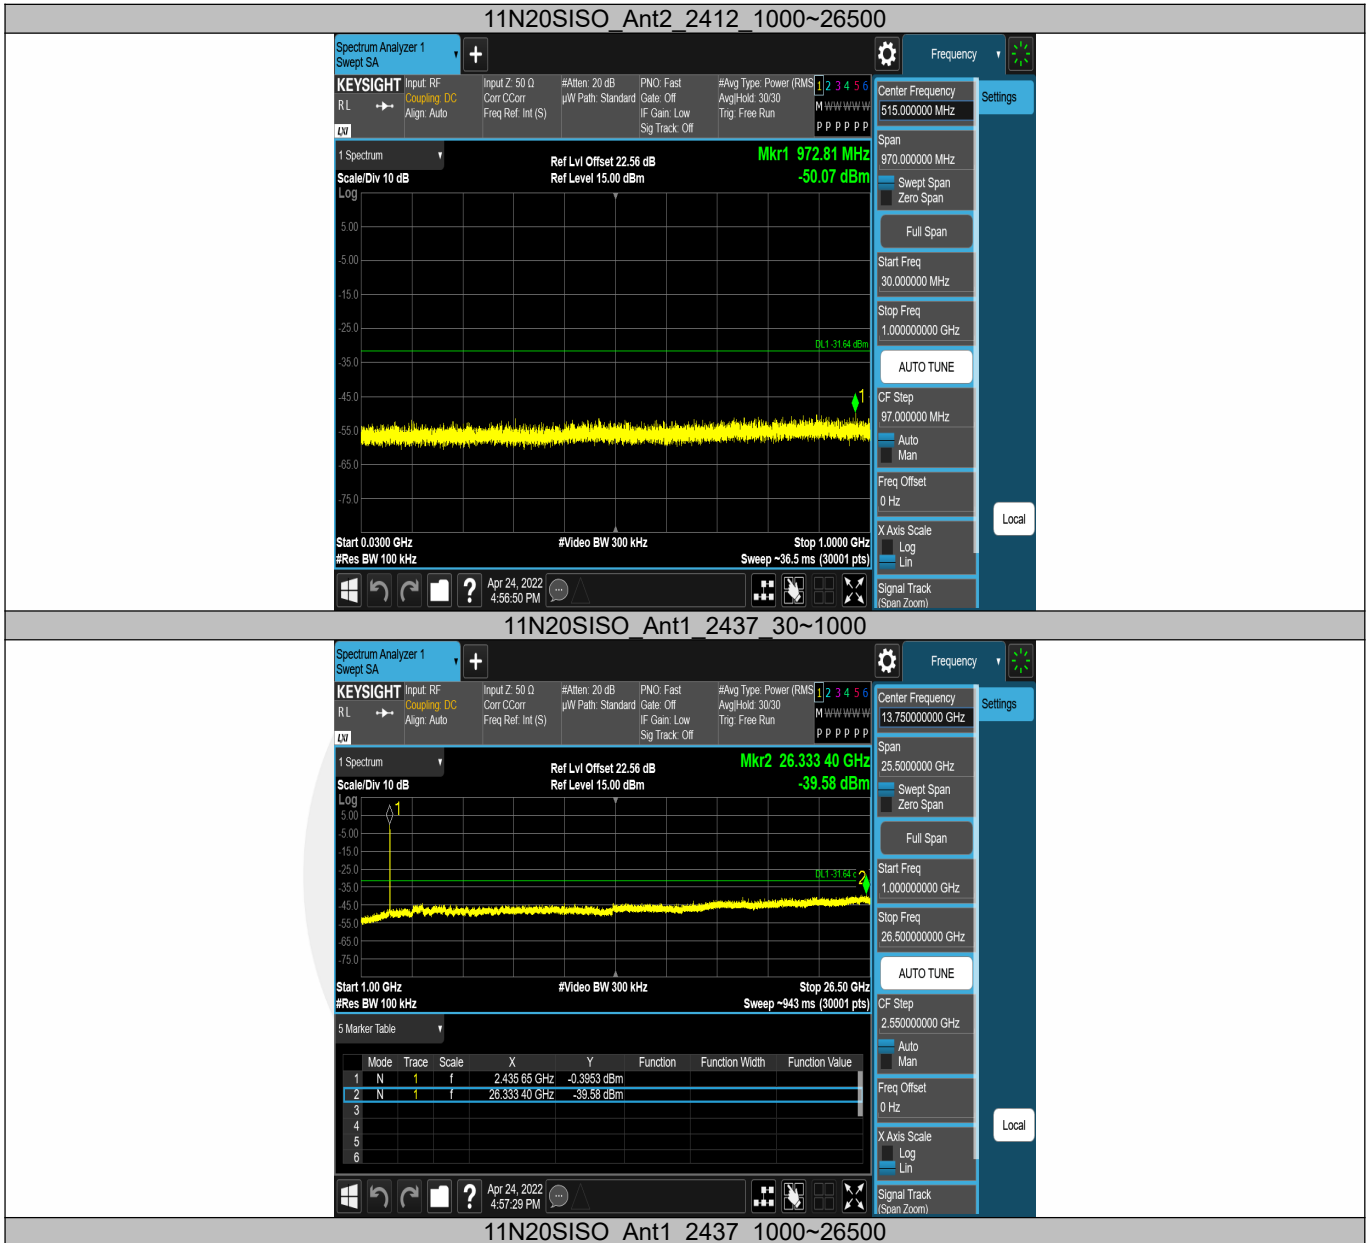 11N20SISO_Ant2_2412_1000~26500
Spectrum Analyzer 1
Swept SA
+
Frequency
KEYSIGHT
RL
LXI
Input: RF
Coupling: DC
Align: Auto
Input Z: 50 Ω
Corr CCorr
Freq Ref: Int (S)
#Atten: 20 dB
µW Path: Standard
PNO: Fast
Gate: Off
IF Gain: Low
Sig Track: Off
#Avg Type: Power (RMS
Avg|Hold: 30/30
Trig: Free Run
1 2 3 4 5 6
M W W W W W
P P P P P P
Center Frequency
515.000000 MHz
Settings
Span
970.000000 MHz
Swept Span
Zero Span
Full Span
Start Freq
30.000000 MHz
Stop Freq
1.000000000 GHz
AUTO TUNE
CF Step
97.000000 MHz
Auto
Man
Freq Offset
0 Hz
X Axis Scale
Log
Lin
Signal Track
(Span Zoom)
Local
1 Spectrum
Scale/Div 10 dB
Log
Ref Lvl Offset 22.56 dB
Ref Level 15.00 dBm
Mkr1 972.81 MHz
-50.07 dBm
5.00
-5.00
-15.0
-25.0
DL1 -31.64 dBm
-35.0
-45.0
1
-55.0
-65.0
-75.0
Start 0.0300 GHz
#Res BW 100 kHz
#Video BW 300 kHz
Stop 1.0000 GHz
Sweep ~36.5 ms (30001 pts)
?
Apr 24, 2022
4:56:50 PM
11N20SISO_Ant1_2437_30~1000
Spectrum Analyzer 1
Swept SA
+
Frequency
KEYSIGHT
RL
LXI
Input: RF
Coupling: DC
Align: Auto
Input Z: 50 Ω
Corr CCorr
Freq Ref: Int (S)
#Atten: 20 dB
µW Path: Standard
PNO: Fast
Gate: Off
IF Gain: Low
Sig Track: Off
#Avg Type: Power (RMS
Avg|Hold: 30/30
Trig: Free Run
1 2 3 4 5 6
M W W W W W
P P P P P P
Center Frequency
13.750000000 GHz
Settings
Span
25.5000000 GHz
Swept Span
Zero Span
Full Span
Start Freq
1.000000000 GHz
Stop Freq
26.500000000 GHz
AUTO TUNE
CF Step
2.550000000 GHz
Auto
Man
Freq Offset
0 Hz
X Axis Scale
Log
Lin
Signal Track
(Span Zoom)
Local
1 Spectrum
Scale/Div 10 dB
Log
Ref Lvl Offset 22.56 dB
Ref Level 15.00 dBm
Mkr2 26.333 40 GHz
-39.58 dBm
1
5.00
-5.00
-15.0
-25.0
DL1 -31.64
2
-35.0
-45.0
-55.0
-65.0
-75.0
Start 1.00 GHz
#Res BW 100 kHz
#Video BW 300 kHz
Stop 26.50 GHz
Sweep ~943 ms (30001 pts)
5 Marker Table
Mode Trace Scale X Y Function Function Width Function Value
1 N 1 f 2.435 65 GHz -0.3953 dBm
2 N 1 f 26.333 40 GHz -39.58 dBm
3
4
5
6
?
Apr 24, 2022
4:57:29 PM
11N20SISO_Ant1_2437_1000~26500